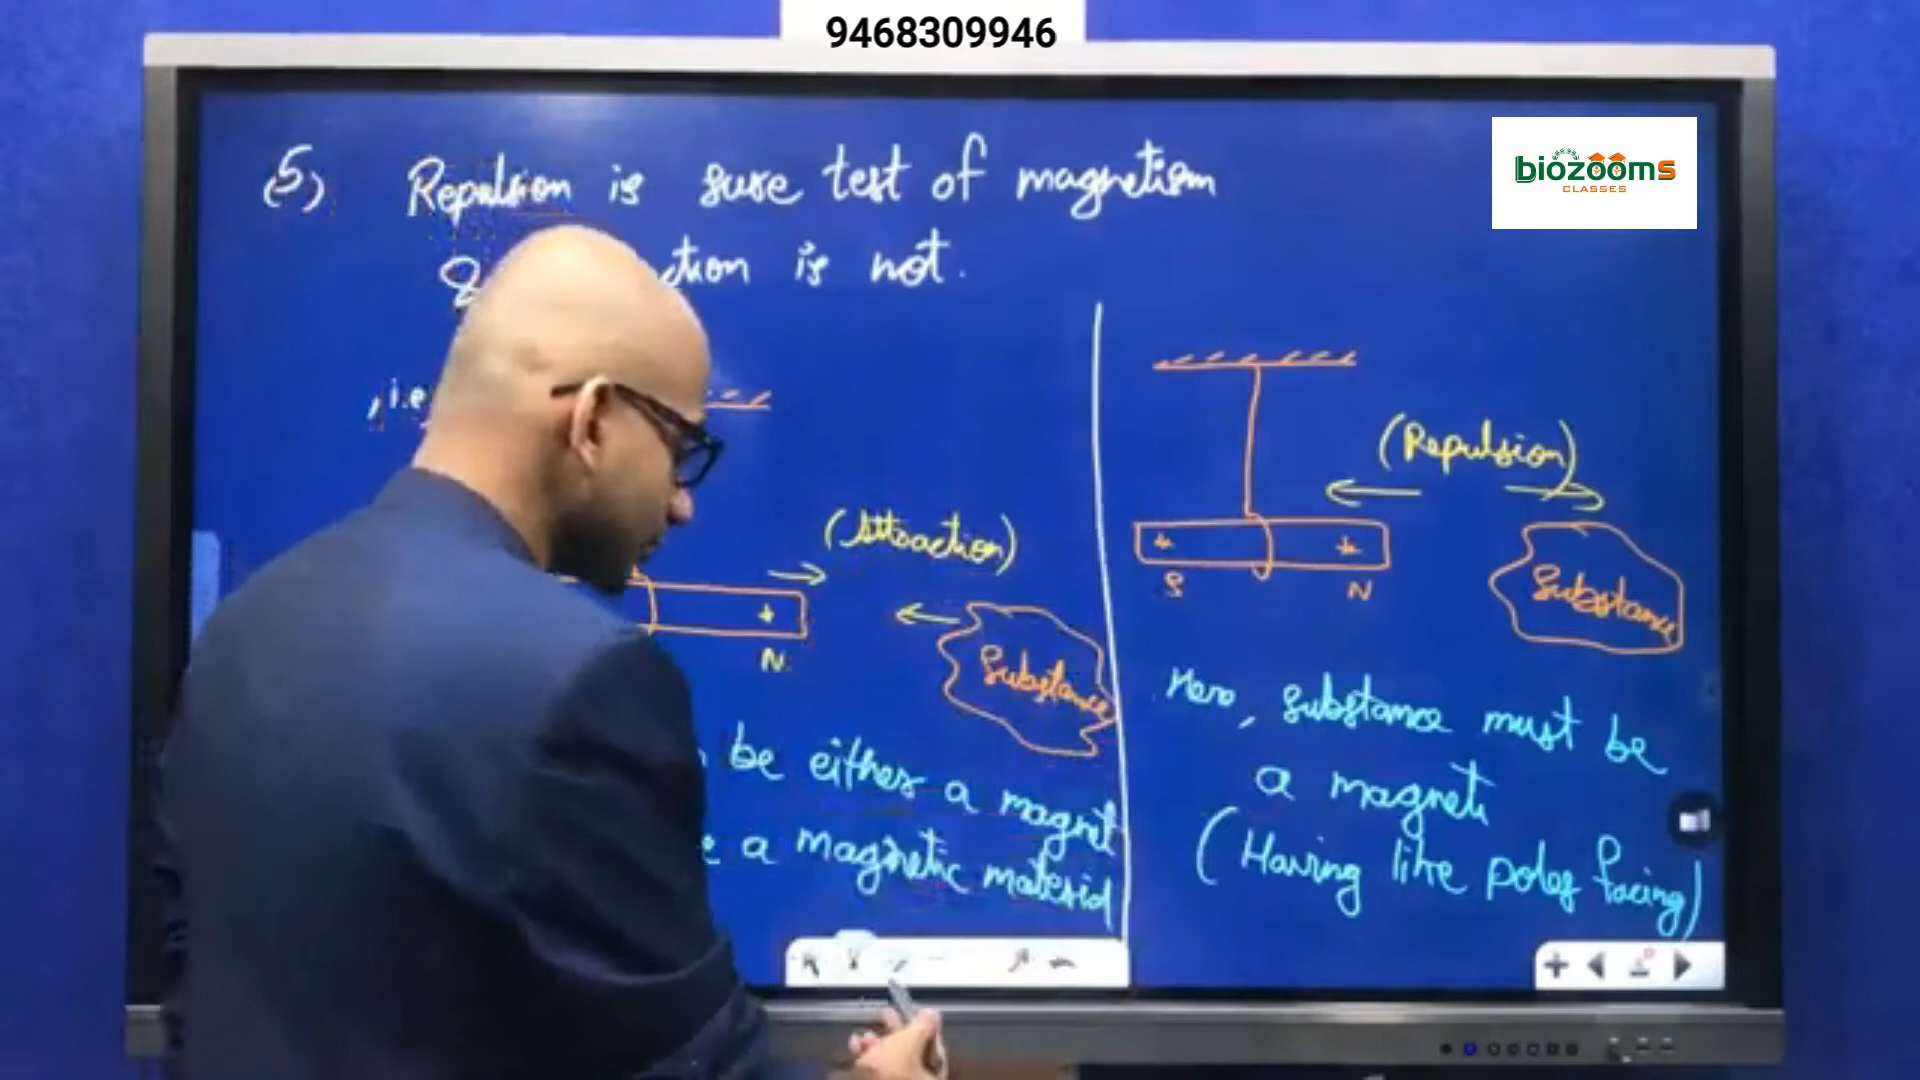 9468309946
biozooms
CLASSES
(5) Repulsion is sure test of magnetism
& is not.
, i.e
(Attraction)
N
Substance
be either a magnet
a magnetic material
(Repulsion)
S N
Substance
Here, substance must be
a magnet
(Having like poles facing)